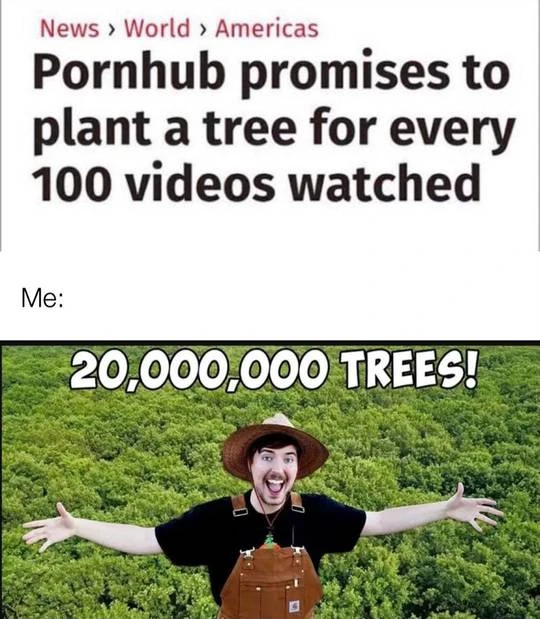 News › World › Americas
Pornhub promises to
plant a tree for every
100 videos watched
Me:
20,000,000 TREES!